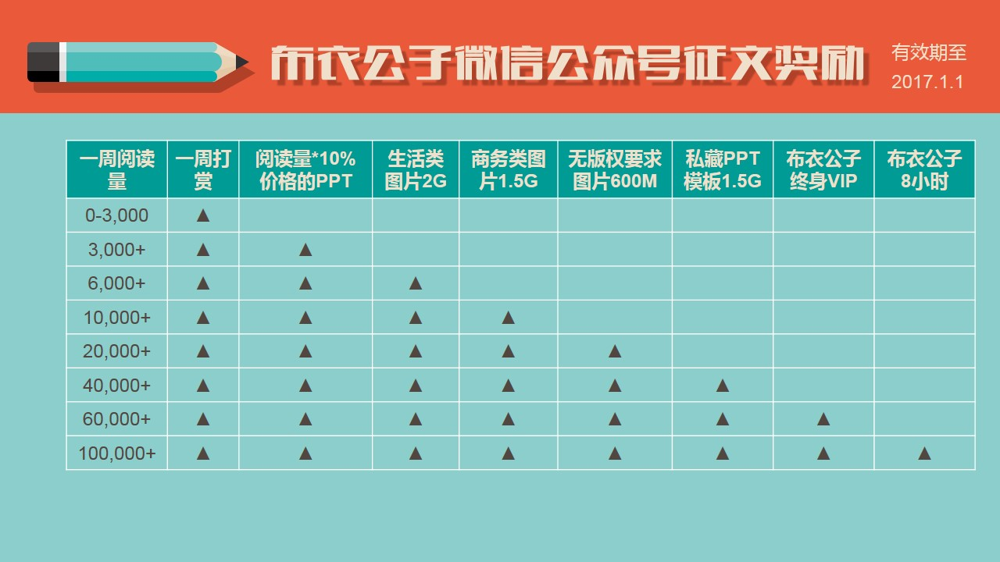 布衣公子微信公众号征文奖励
有效期至
2017.1.1
一周阅读量 一周打赏 阅读量*10%价格的PPT 生活类图片2G 商务类图片1.5G 无版权要求图片600M 私藏PPT模板1.5G 布衣公子终身VIP 布衣公子8小时
0-3,000 ▲
3,000+ ▲ ▲
6,000+ ▲ ▲ ▲
10,000+ ▲ ▲ ▲ ▲
20,000+ ▲ ▲ ▲ ▲ ▲
40,000+ ▲ ▲ ▲ ▲ ▲ ▲
60,000+ ▲ ▲ ▲ ▲ ▲ ▲ ▲
100,000+ ▲ ▲ ▲ ▲ ▲ ▲ ▲ ▲